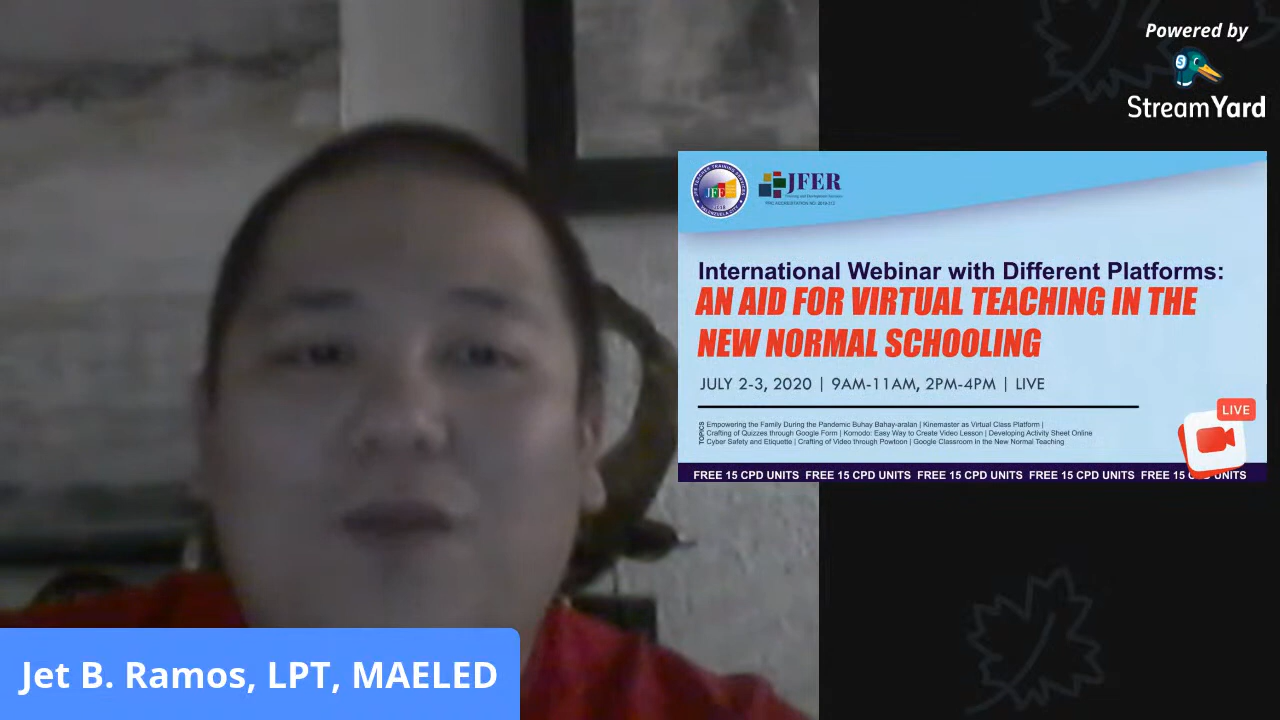 Powered by
StreamYard
JFER
International Webinar with Different Platforms:
AN AID FOR VIRTUAL TEACHING IN THE
NEW NORMAL SCHOOLING
JULY 2-3, 2020 | 9AM-11AM, 2PM-4PM | LIVE
LIVE
TOPICS
Empowering the Family During the Pandemic Buhay Bahay-aralan | Kinemaster as Virtual Class Platform |
Crafting of Quizzes through Google Form | Komodo: Easy Way to Create Video Lesson | Developing Activity Sheet Online
Cyber Safety and Etiquette | Crafting of Video through Powtoon | Google Classroom in the New Normal Teaching
FREE 15 CPD UNITS FREE 15 CPD UNITS FREE 15 CPD UNITS FREE 15 CPD UNITS FREE 15 CPD UNITS
Jet B. Ramos, LPT, MAELED